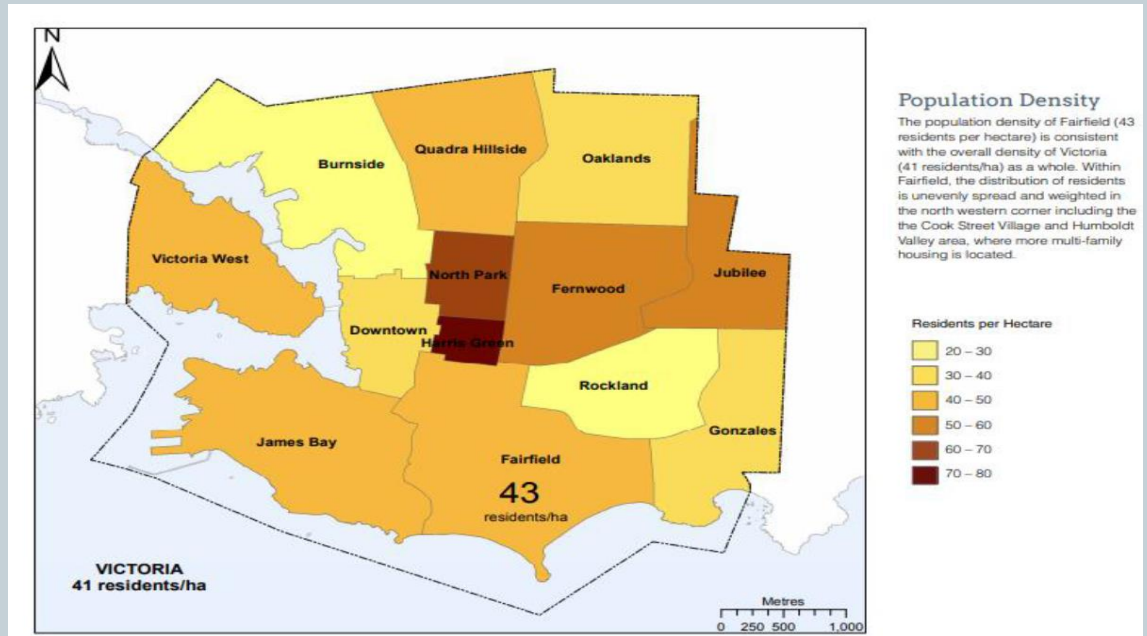 N
Burnside
Quadra Hillside
Oaklands
Victoria West
North Park
Fernwood
Jubilee
Downtown
Harris Green
Rockland
Gonzales
James Bay
Fairfield
43
residents/ha
VICTORIA
41 residents/ha
Metres
0 250 500 1,000
Population Density
The population density of Fairfield (43
residents per hectare) is consistent
with the overall density of Victoria
(41 residents/ha) as a whole. Within
Fairfield, the distribution of residents
is unevenly spread and weighted in
the north western corner including the
the Cook Street Village and Humboldt
Valley area, where more multi-family
housing is located.
Residents per Hectare
20 – 30
30 – 40
40 – 50
50 – 60
60 – 70
70 – 80